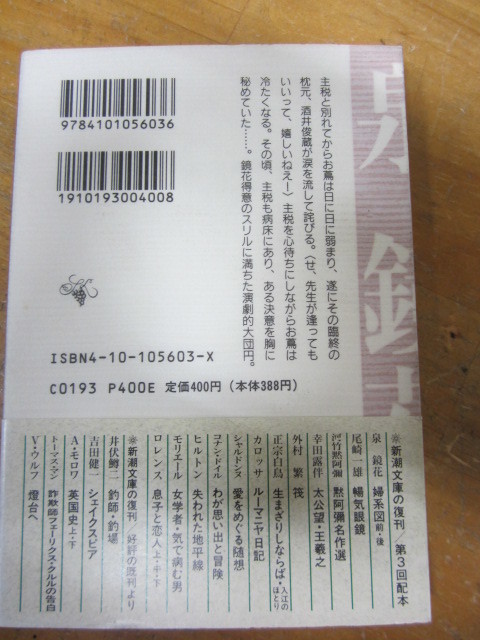 主税と別れてからお蔦は日に日に弱まり、遂にその臨終の
枕元、酒井俊蔵が涙を流して詫びる。〈せ、先生が逢っても
いいって、嬉しいねえ―〉主税を心待ちにしながらお蔦は
冷たくなる。その頃、主税も病床にあり、ある決意を胸に
秘めていた……。鏡花得意のスリルに満ちた演劇的大団円。
9784101056036
1910193004008
ISBN4-10-105603-X
C0193 P400E 定価400円（本体388円）
※新潮文庫の復刊/第3回配本
泉 鏡花 婦系図 前・後
尾崎一雄 暢気眼鏡
河竹黙阿彌 黙阿彌名作選
幸田露伴 太公望・王羲之
外村 繁 筏
正宗白鳥 生まざりしならば・入江のほとり
カロッサ ルーマニヤ日記
シャルドンヌ 愛をめぐる随想
コナン・ドイル わが思い出と冒険
ヒルトン 失われた地平線
モリエール 女学者・気で病む男
ロレンス 息子と恋人 上・中・下
※新潮文庫の復刊 好評の既刊より
井伏鱒二 釣師・釣場
吉田健一 シェイクスピア
A・モロワ 英国史 上・下
トーマス・マン 詐欺師フェーリクス・クルルの告白
V・ウルフ 燈台へ